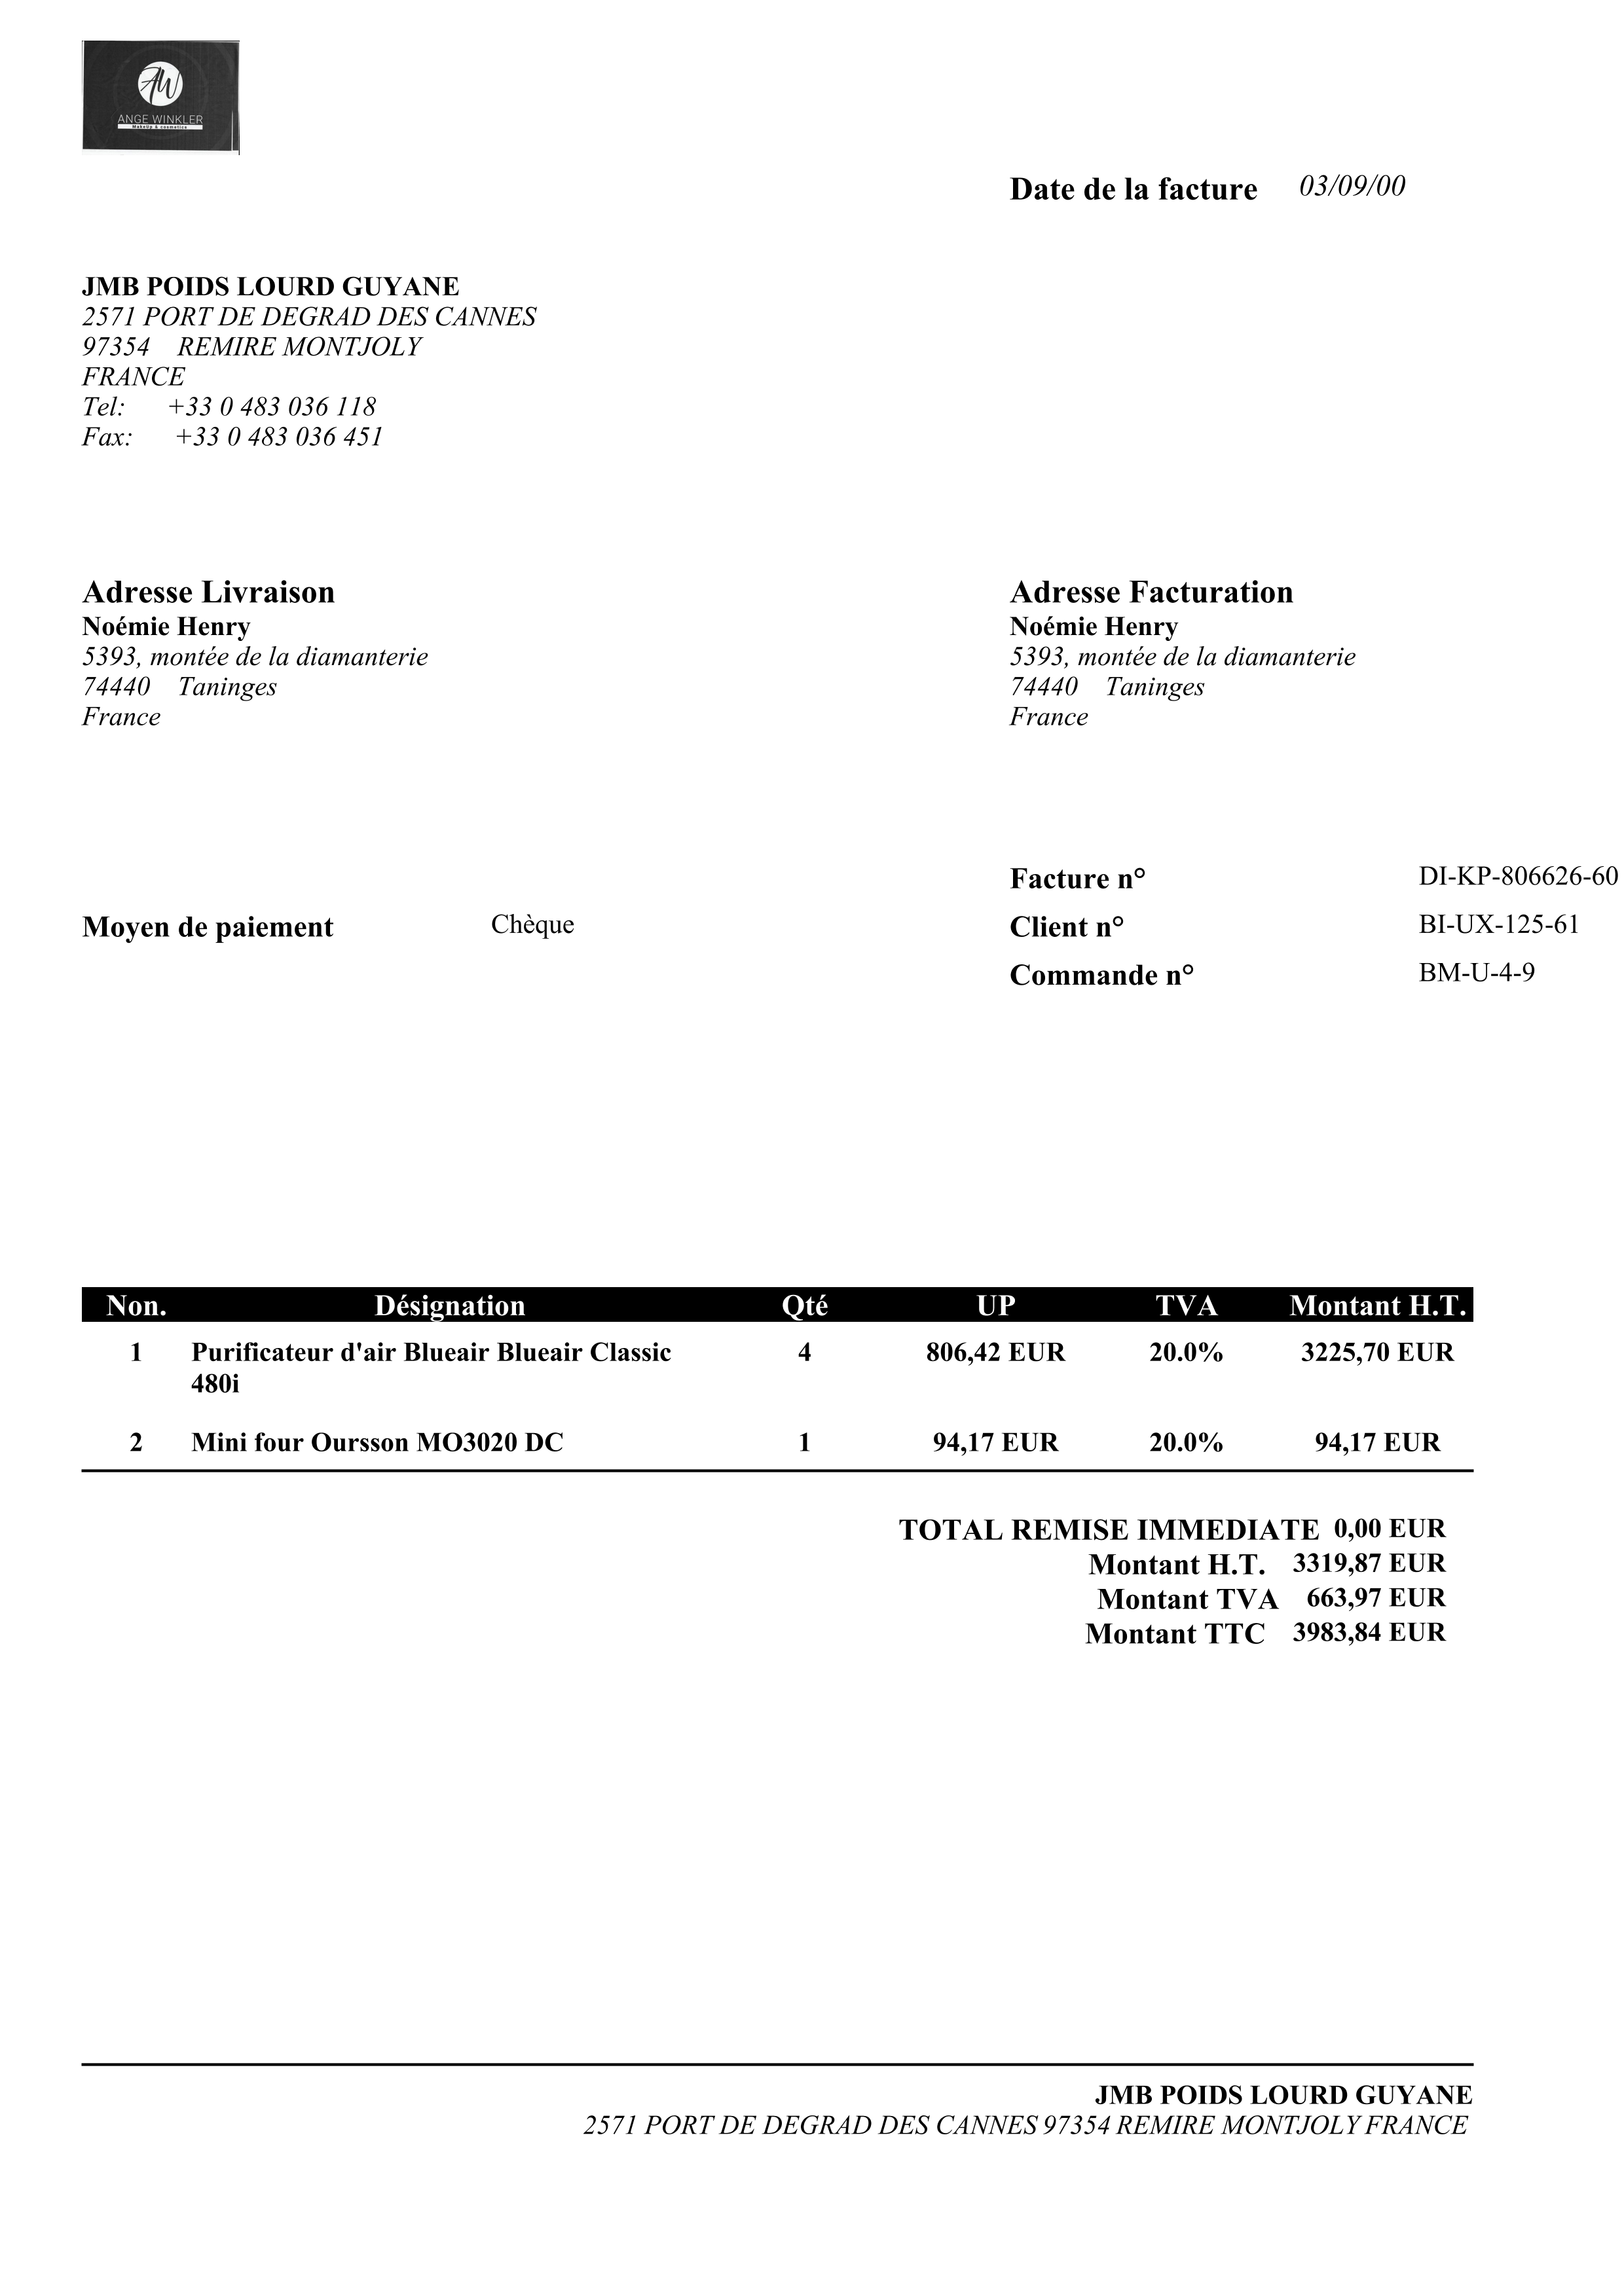 AW
ANGE WINKLER
MakeUp & cosmetics
Date de la facture 03/09/00
JMB POIDS LOURD GUYANE
2571 PORT DE DEGRAD DES CANNES
97354 REMIRE MONTJOLY
FRANCE
Tel: +33 0 483 036 118
Fax: +33 0 483 036 451
Adresse Livraison
Noémie Henry
5393, montée de la diamanterie
74440 Taninges
France
Adresse Facturation
Noémie Henry
5393, montée de la diamanterie
74440 Taninges
France
Facture n° DI-KP-806626-60
Moyen de paiement Chèque
Client n° BI-UX-125-61
Commande n° BM-U-4-9
Non. Désignation Qté UP TVA Montant H.T.
1 Purificateur d'air Blueair Blueair Classic 4 806,42 EUR 20.0% 3225,70 EUR
480i
2 Mini four Oursson MO3020 DC 1 94,17 EUR 20.0% 94,17 EUR
TOTAL REMISE IMMEDIATE 0,00 EUR
Montant H.T. 3319,87 EUR
Montant TVA 663,97 EUR
Montant TTC 3983,84 EUR
JMB POIDS LOURD GUYANE
2571 PORT DE DEGRAD DES CANNES 97354 REMIRE MONTJOLY FRANCE